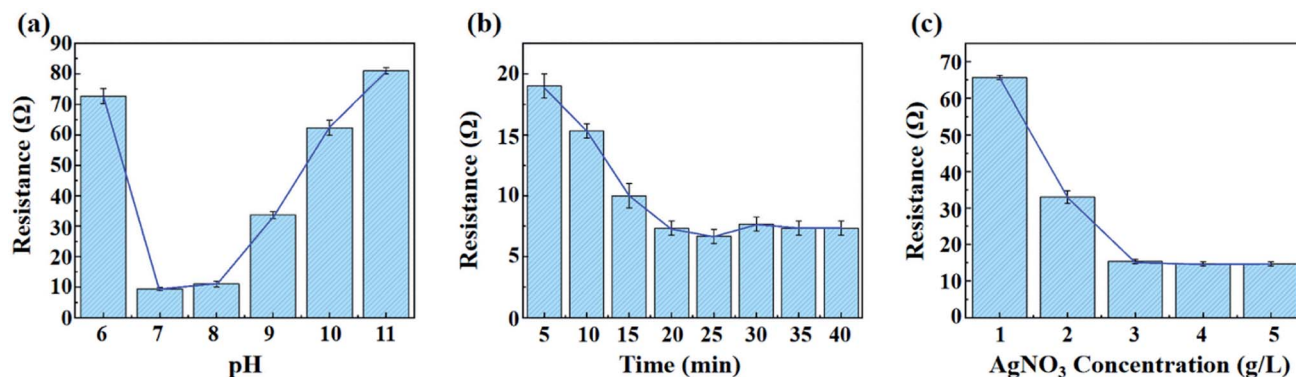 (a)
90
80
70
60
50
40
30
20
10
0
Resistance (Ω)
6 7 8 9 10 11
pH
(b)
20
15
10
5
0
Resistance (Ω)
5 10 15 20 25 30 35 40
Time (min)
(c)
70
60
50
40
30
20
10
0
Resistance (Ω)
1 2 3 4 5
AgNO₃ Concentration (g/L)